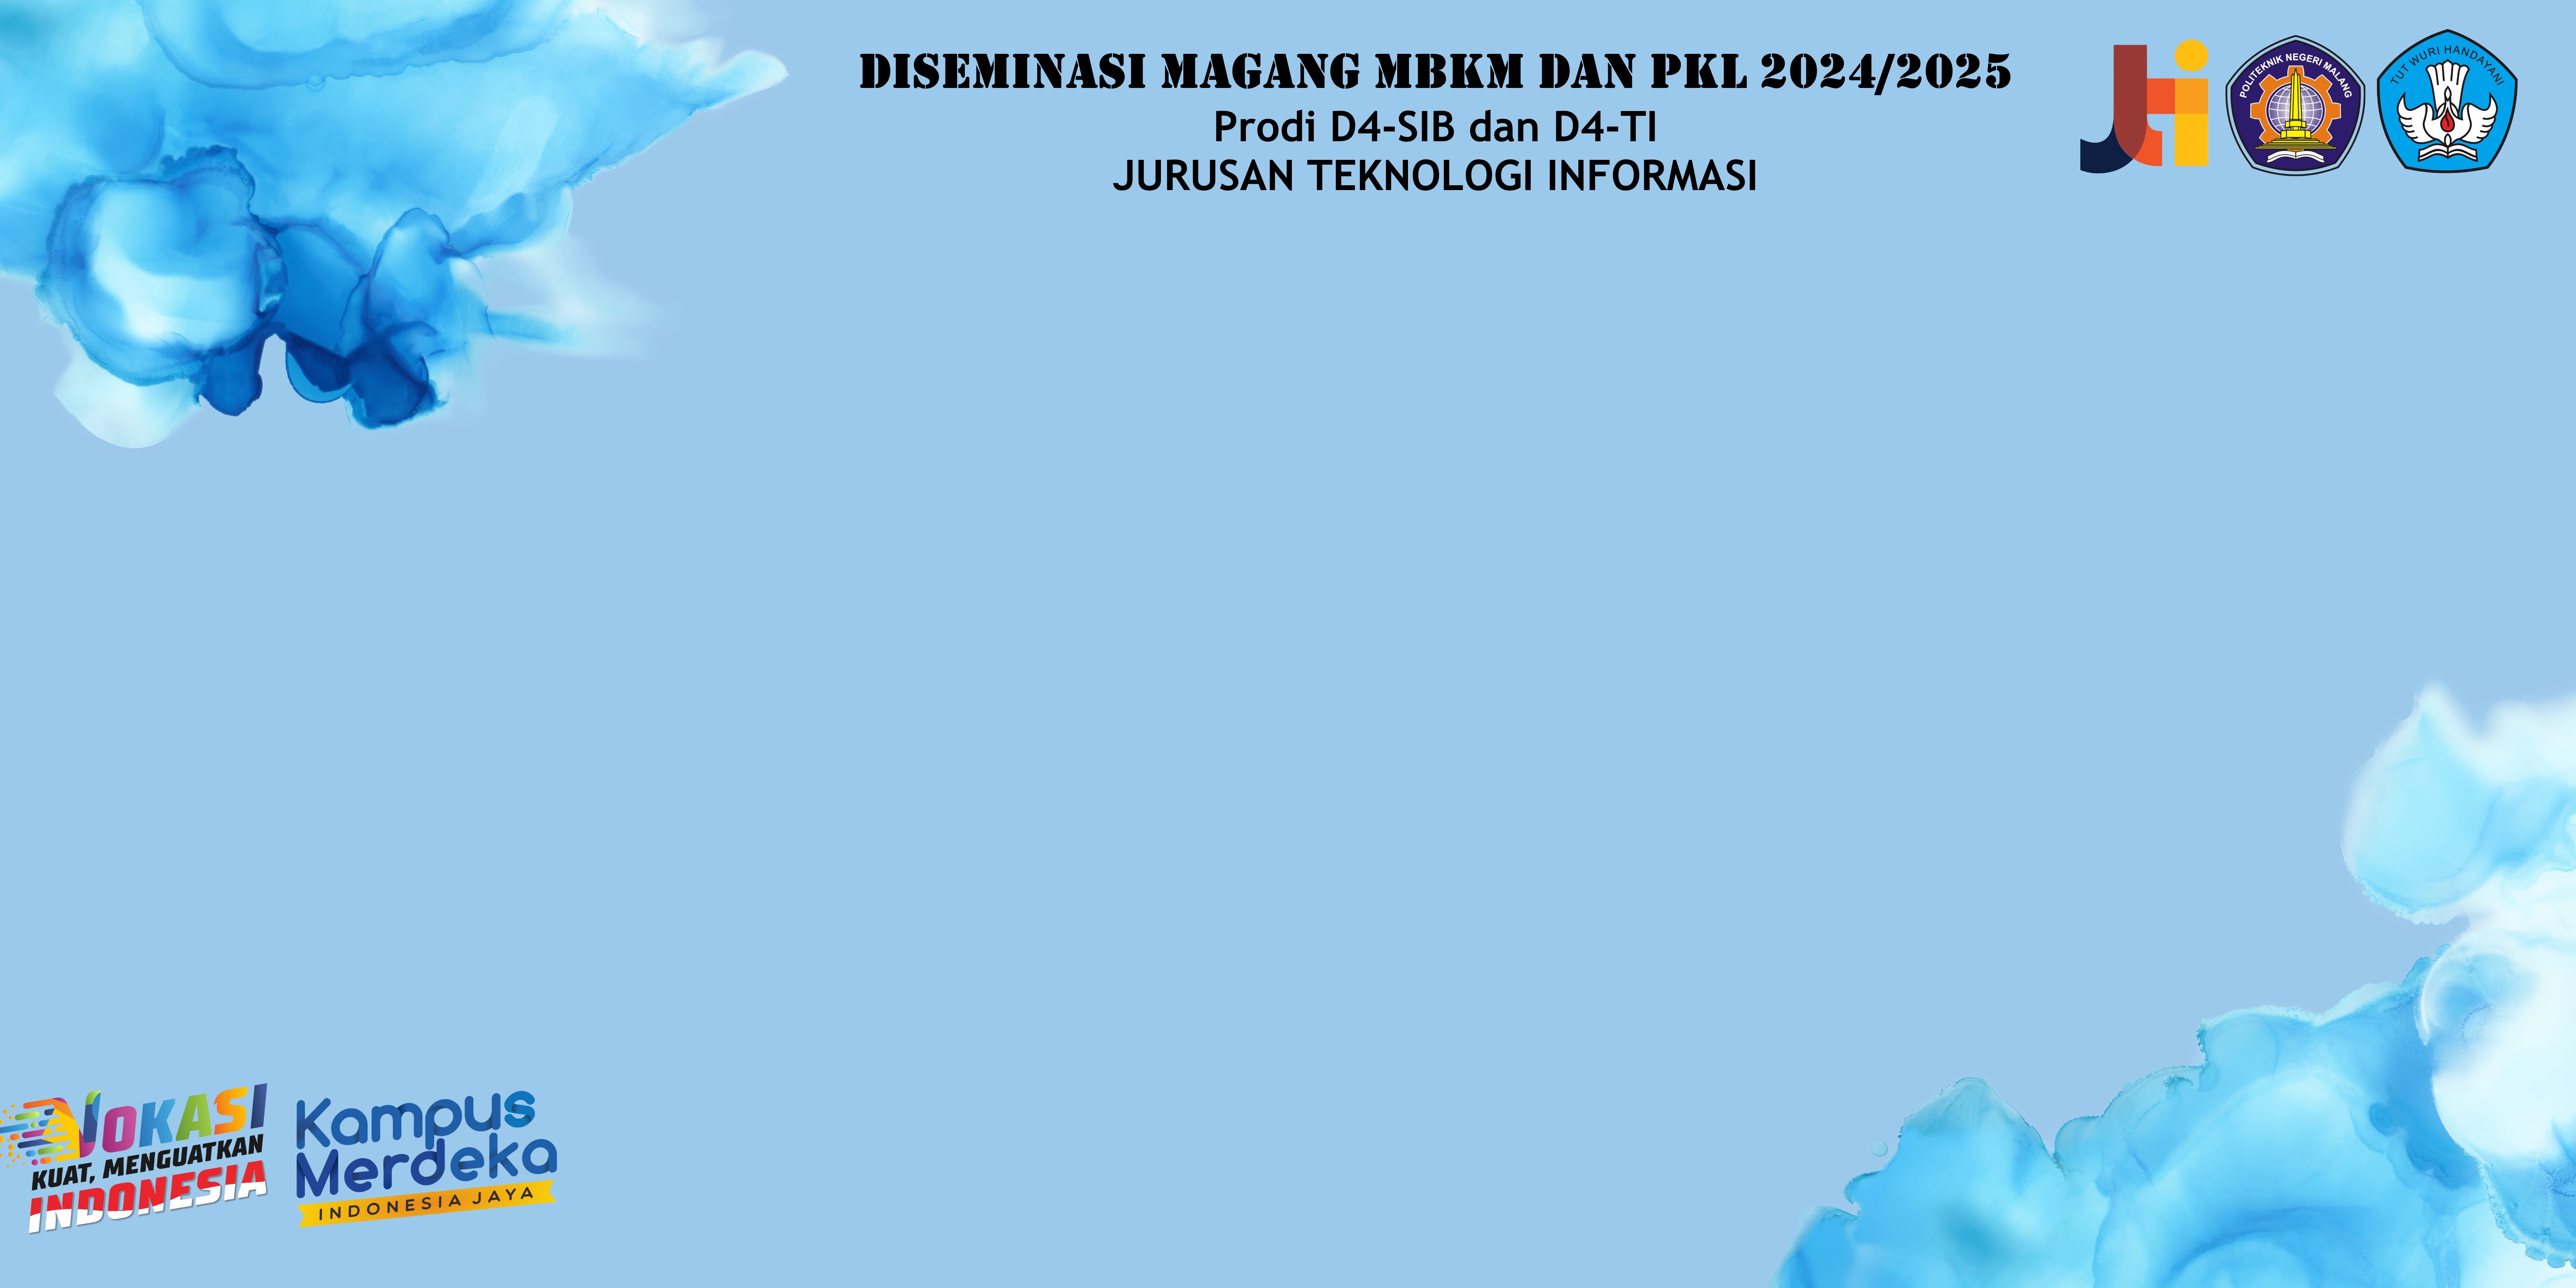 DISEMINASI MAGANG MBKM DAN PKL 2024/2025
Prodi D4-SIB dan D4-TI
JURUSAN TEKNOLOGI INFORMASI
Jti
POLITEKNIK NEGERI MALANG
TUT WURI HANDAYANI
VOKASI
KUAT, MENGUATKAN
INDONESIA
Kampus
Merdeka
INDONESIA JAYA